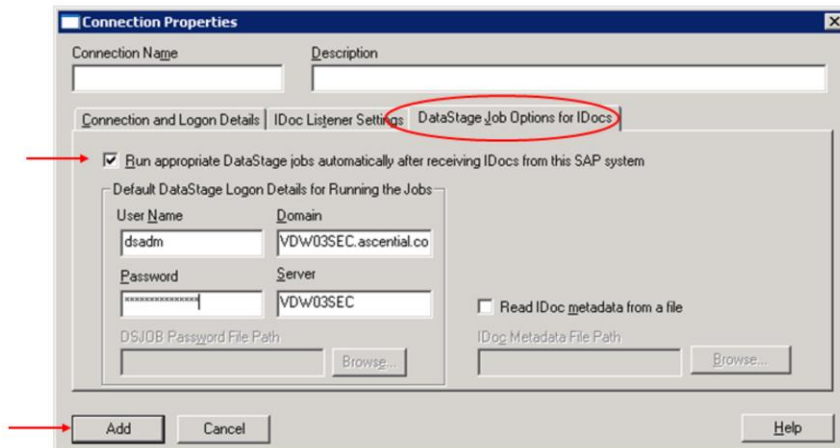 Connection Properties
Connection Name Description
Connection and Logon Details IDoc Listener Settings DataStage Job Options for IDocs
Run appropriate DataStage jobs automatically after receiving IDocs from this SAP system
Default DataStage Logon Details for Running the Jobs
User Name Domain
dsadm VDW03SEC.ascential.co
Password Server
xxxxxxxxxxxxxxx VDW03SEC
Read IDoc metadata from a file
DSJOB Password File Path IDoc Metadata File Path
Browse... Browse...
Add Cancel Help